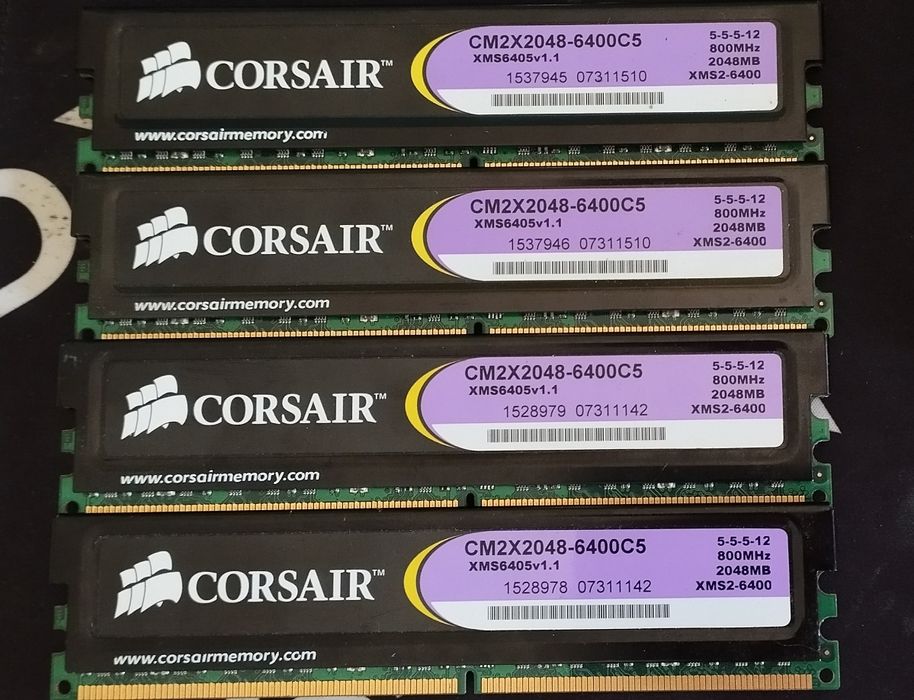 CORSAIR™
www.corsairmemory.com
CM2X2048-6400C5
XMS6405v1.1
1537945 07311510
5-5-5-12
800MHz
2048MB
XMS2-6400
CORSAIR™
www.corsairmemory.com
CM2X2048-6400C5
XMS6405v1.1
1537946 07311510
5-5-5-12
800MHz
2048MB
XMS2-6400
CORSAIR™
www.corsairmemory.com
CM2X2048-6400C5
XMS6405v1.1
1528979 07311142
5-5-5-12
800MHz
2048MB
XMS2-6400
CORSAIR™
www.corsairmemory.com
CM2X2048-6400C5
XMS6405v1.1
1528978 07311142
5-5-5-12
800MHz
2048MB
XMS2-6400